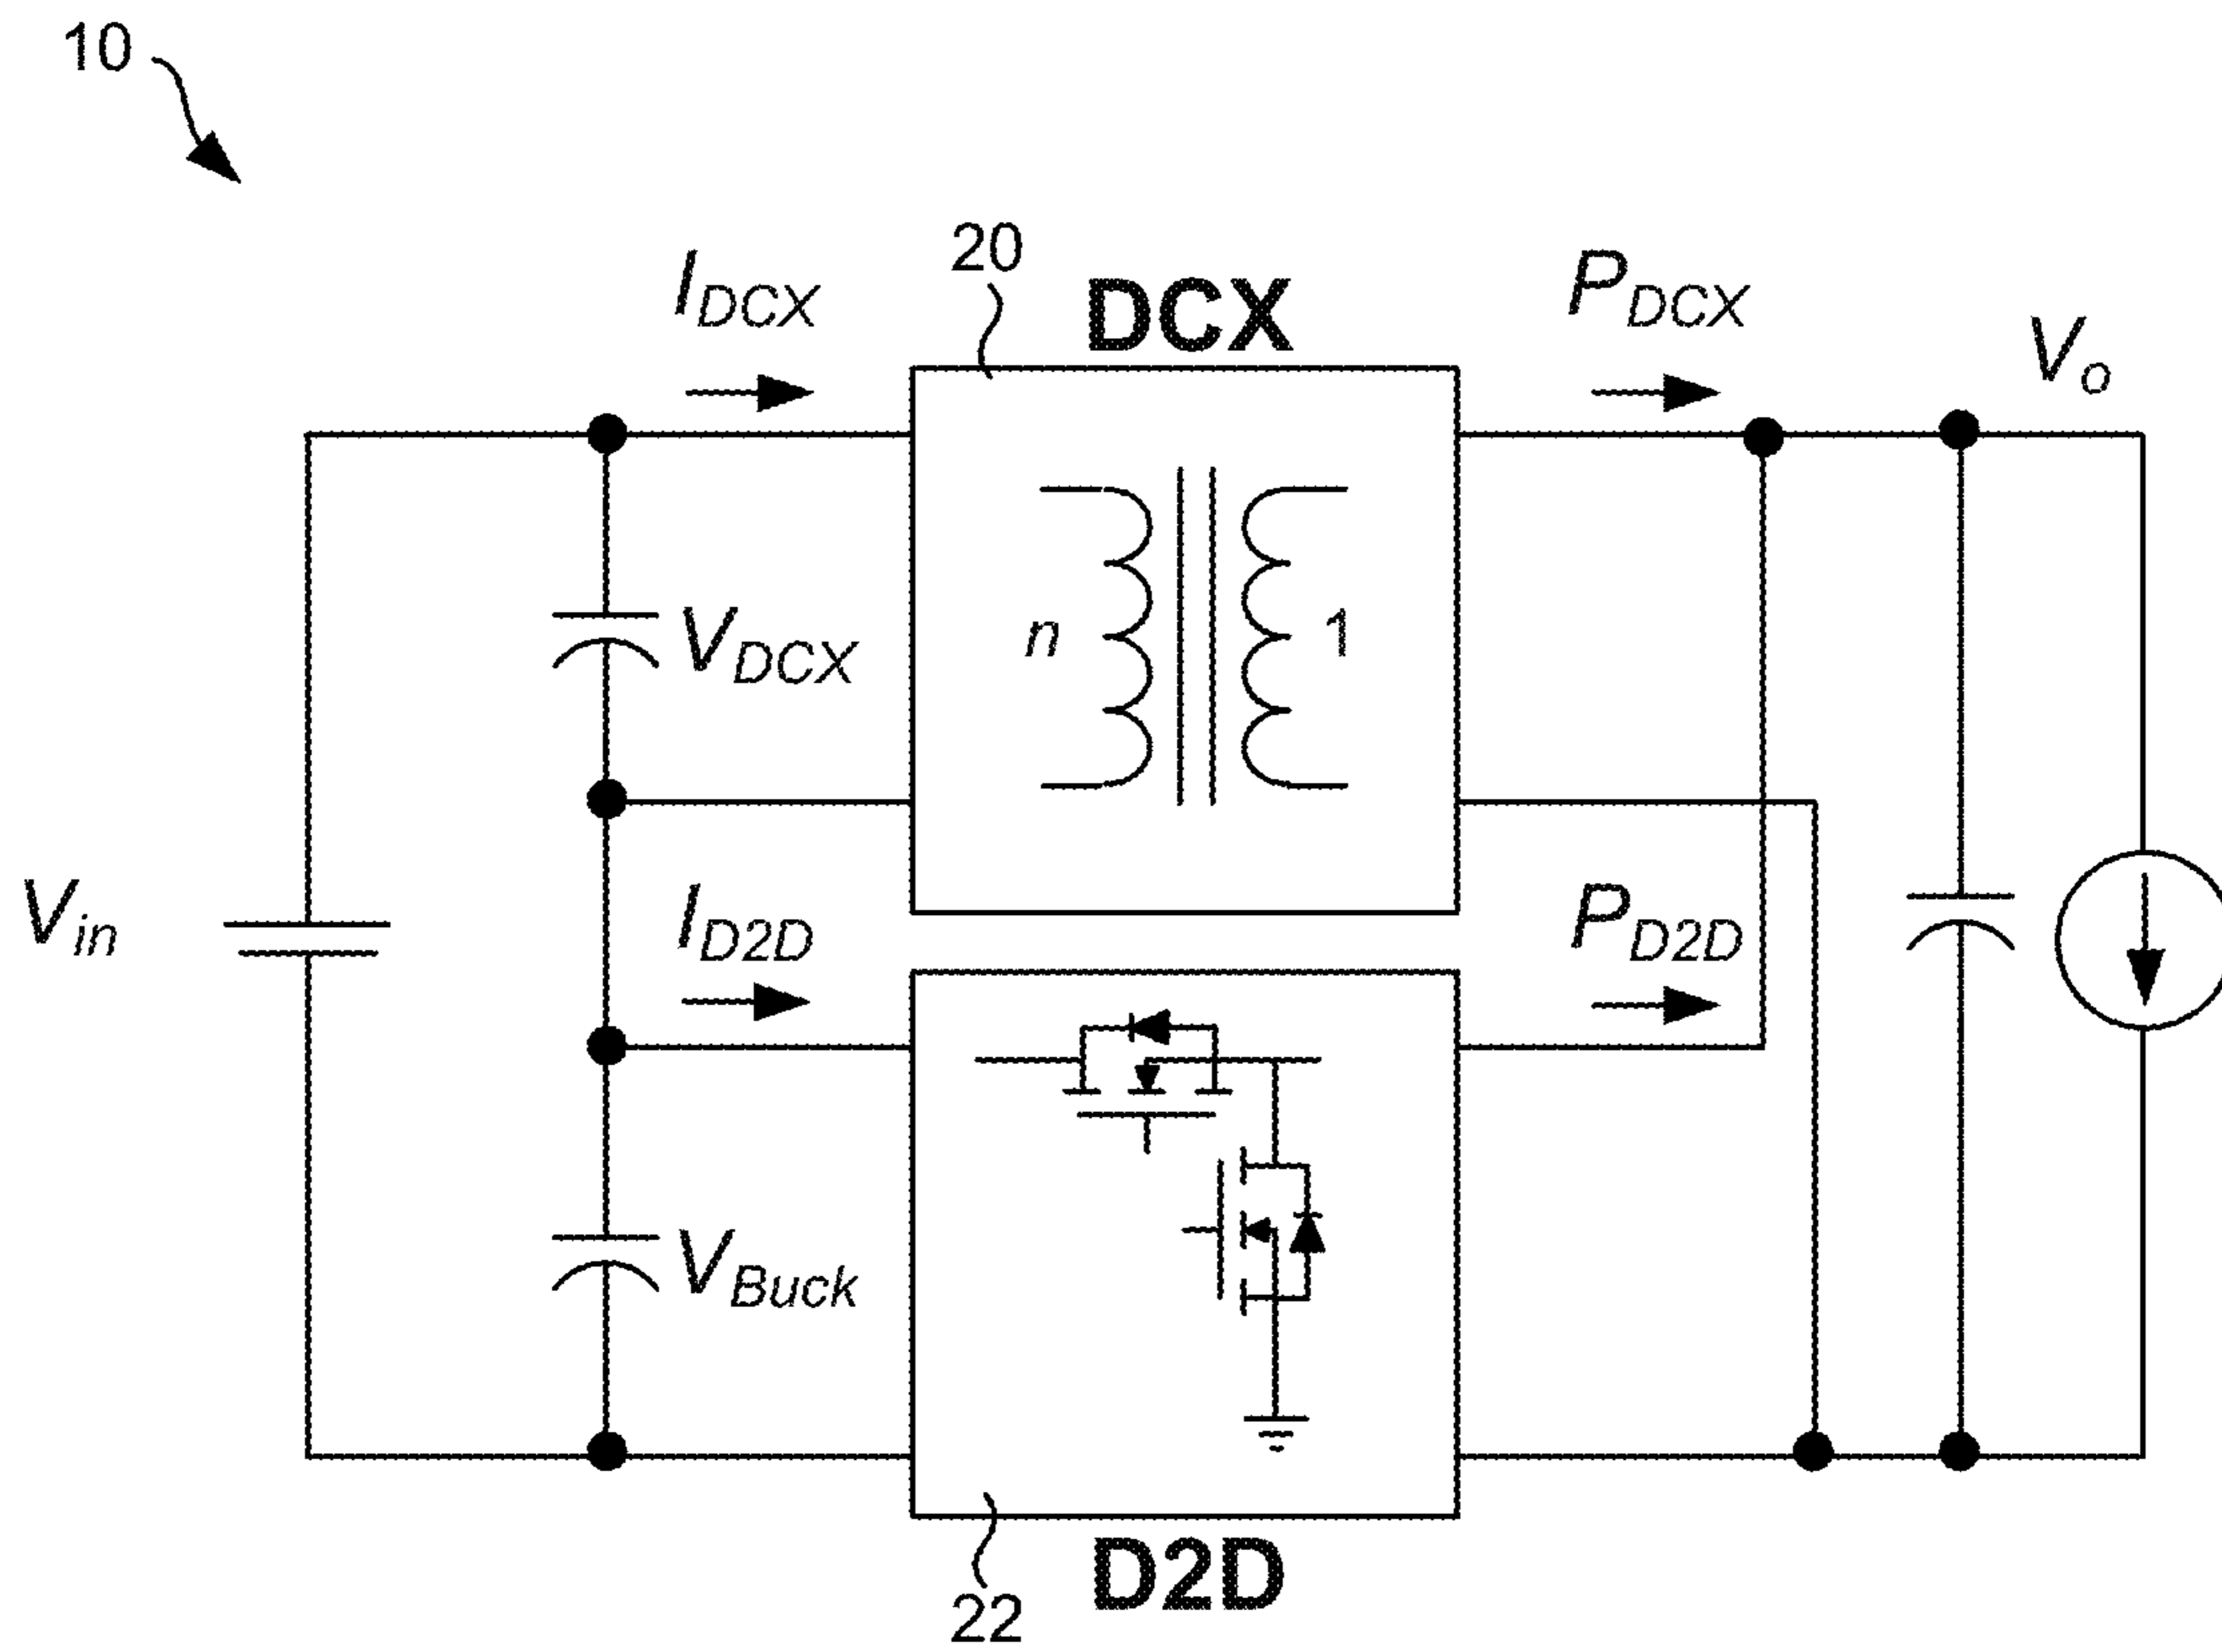 10
20
I_DCX
DCX
P_DCX
V_o
n
1
V_DCX
V_in
I_D2D
P_D2D
V_Buck
D2D
22